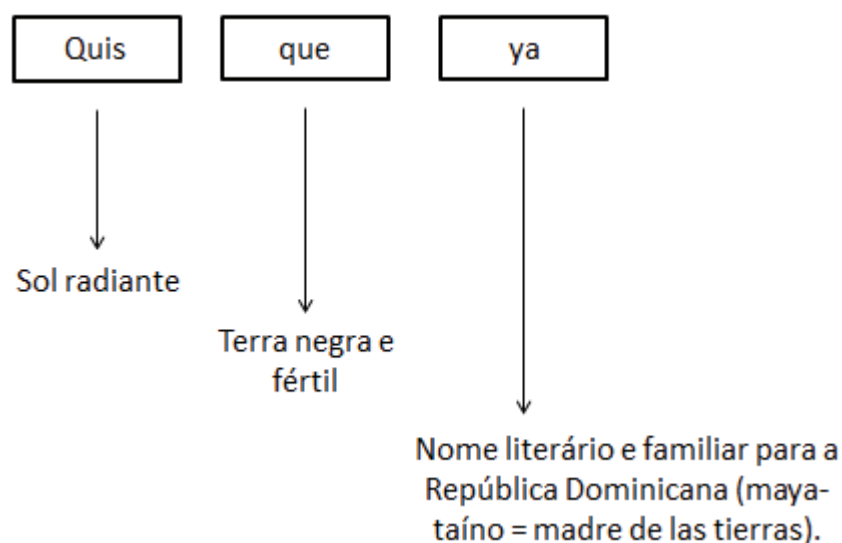 Quis que ya
Sol radiante
Terra negra e
fértil
Nome literário e familiar para a
República Dominicana (maya-
taíno = madre de las tierras).